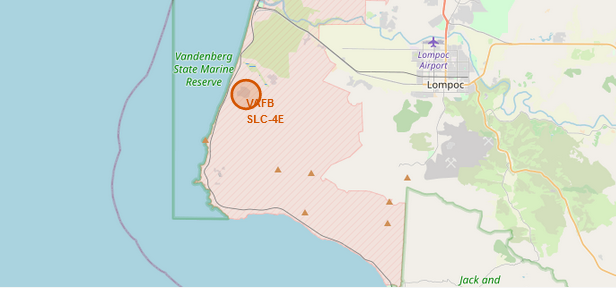 Vandenberg
State Marine
Reserve
Lompoc
Airport
Lompoc
VAFB
SLC-4E
Jack and